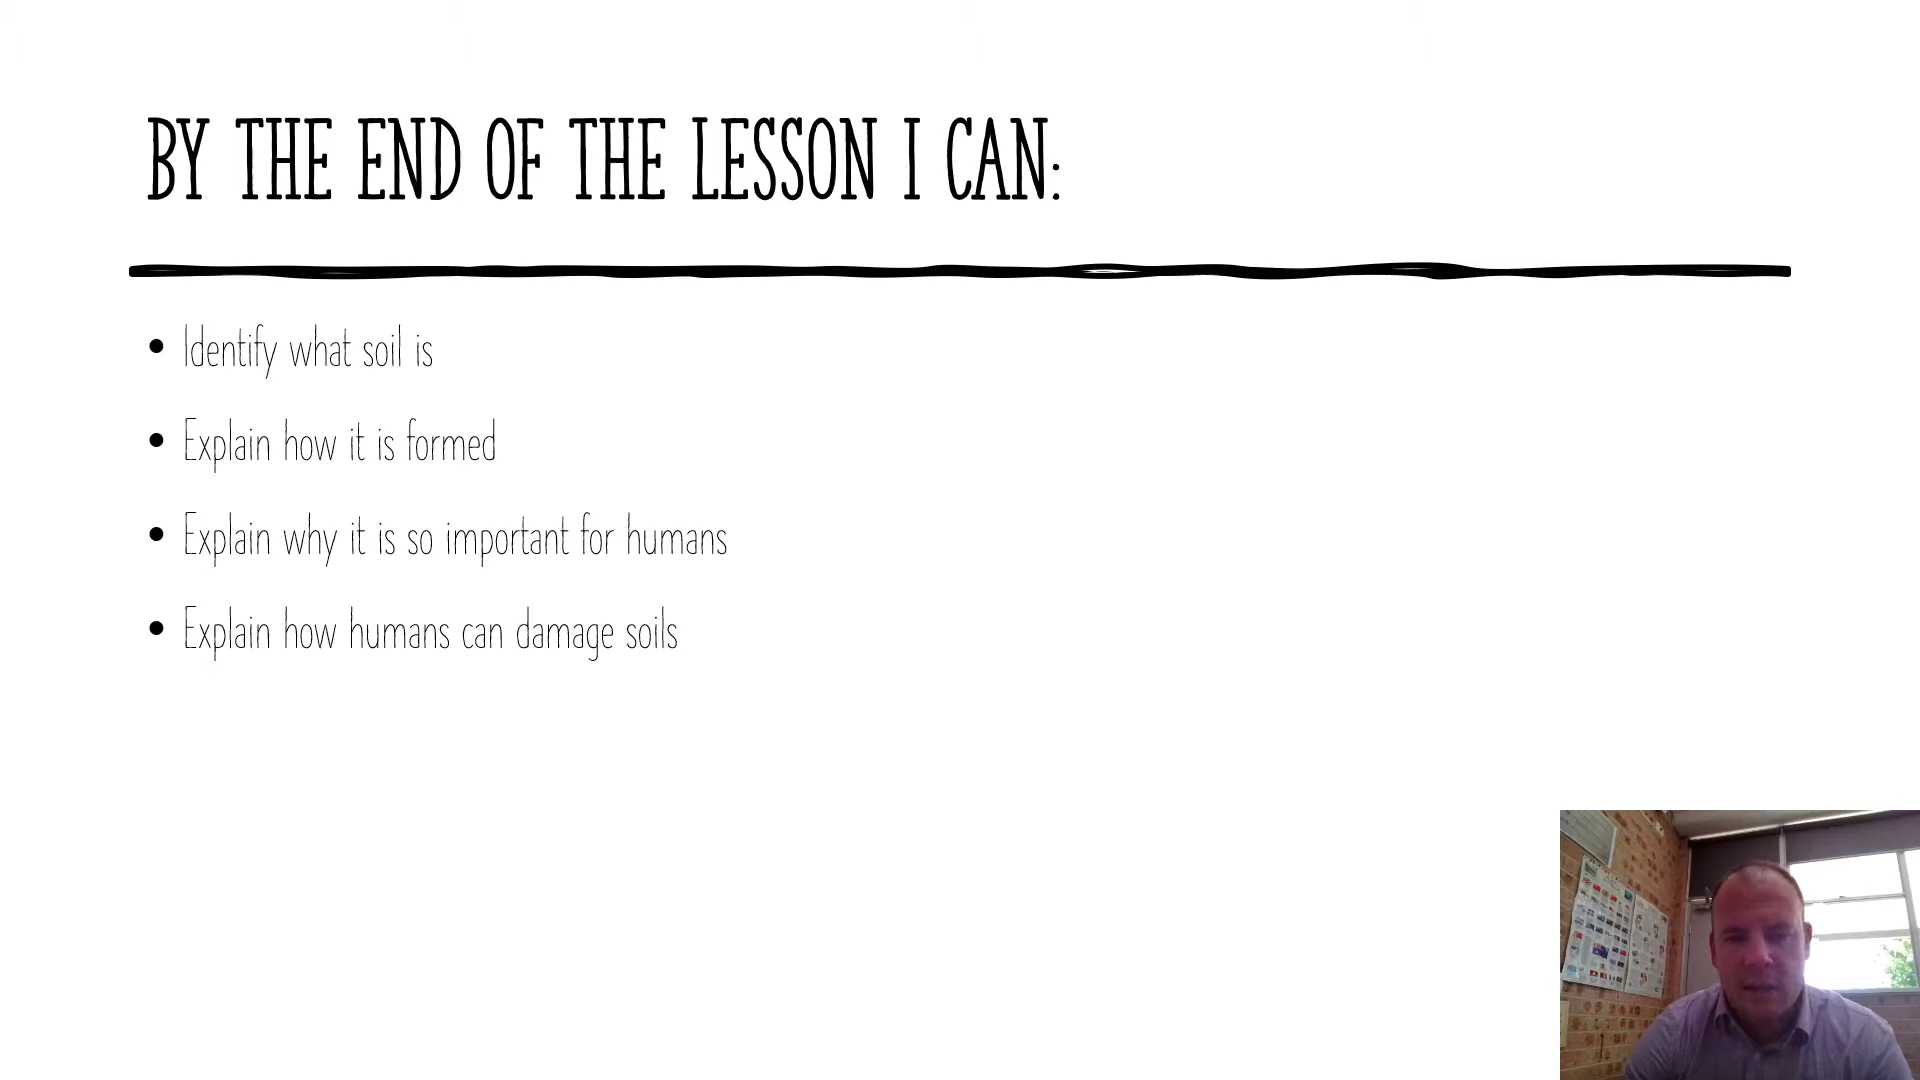 BY THE END OF THE LESSON I CAN:
• Identify what soil is
• Explain how it is formed
• Explain why it is so important for humans
• Explain how humans can damage soils